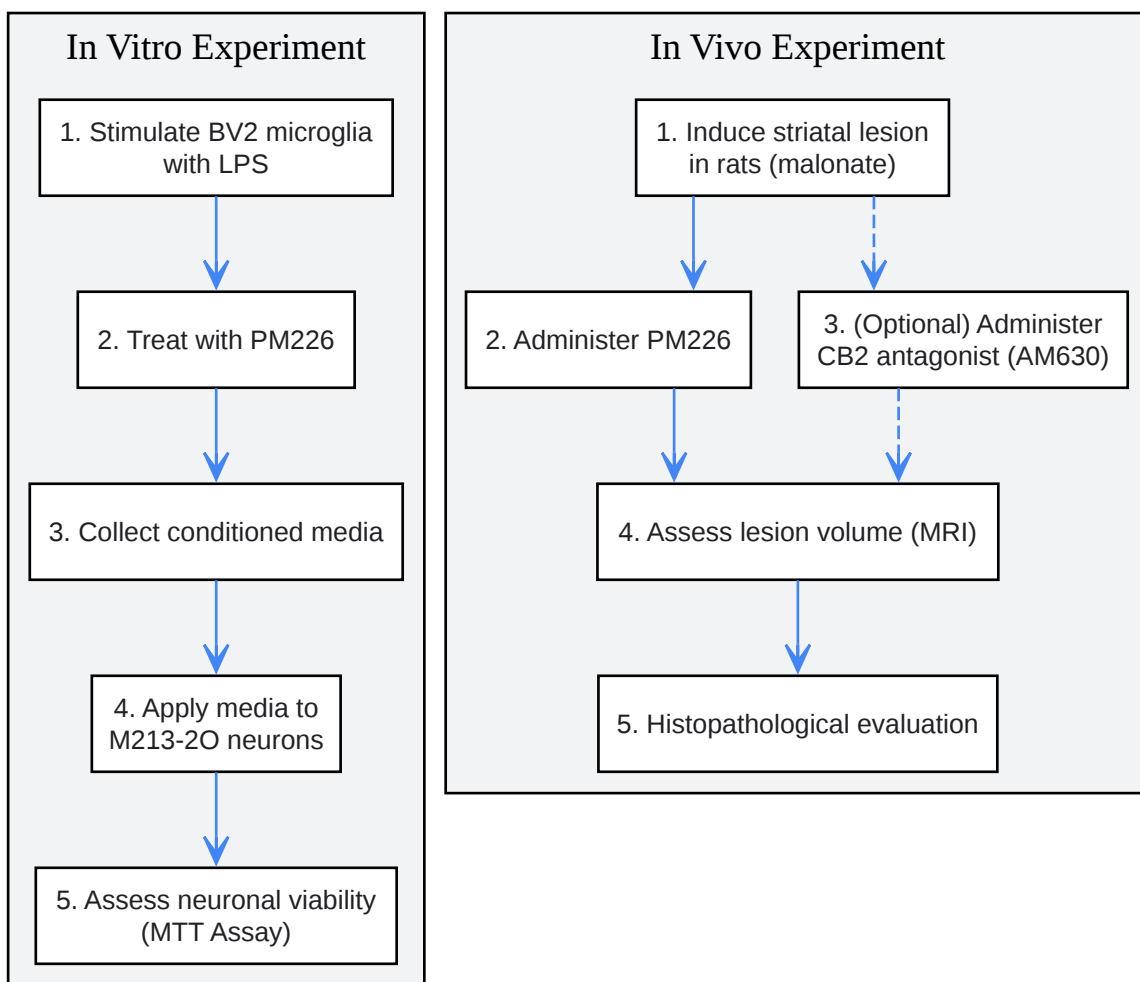 In Vitro Experiment
1. Stimulate BV2 microglia
with LPS
2. Treat with PM226
3. Collect conditioned media
4. Apply media to
M213-2O neurons
5. Assess neuronal viability
(MTT Assay)
In Vivo Experiment
1. Induce striatal lesion
in rats (malonate)
2. Administer PM226
3. (Optional) Administer
CB2 antagonist (AM630)
4. Assess lesion volume (MRI)
5. Histopathological evaluation